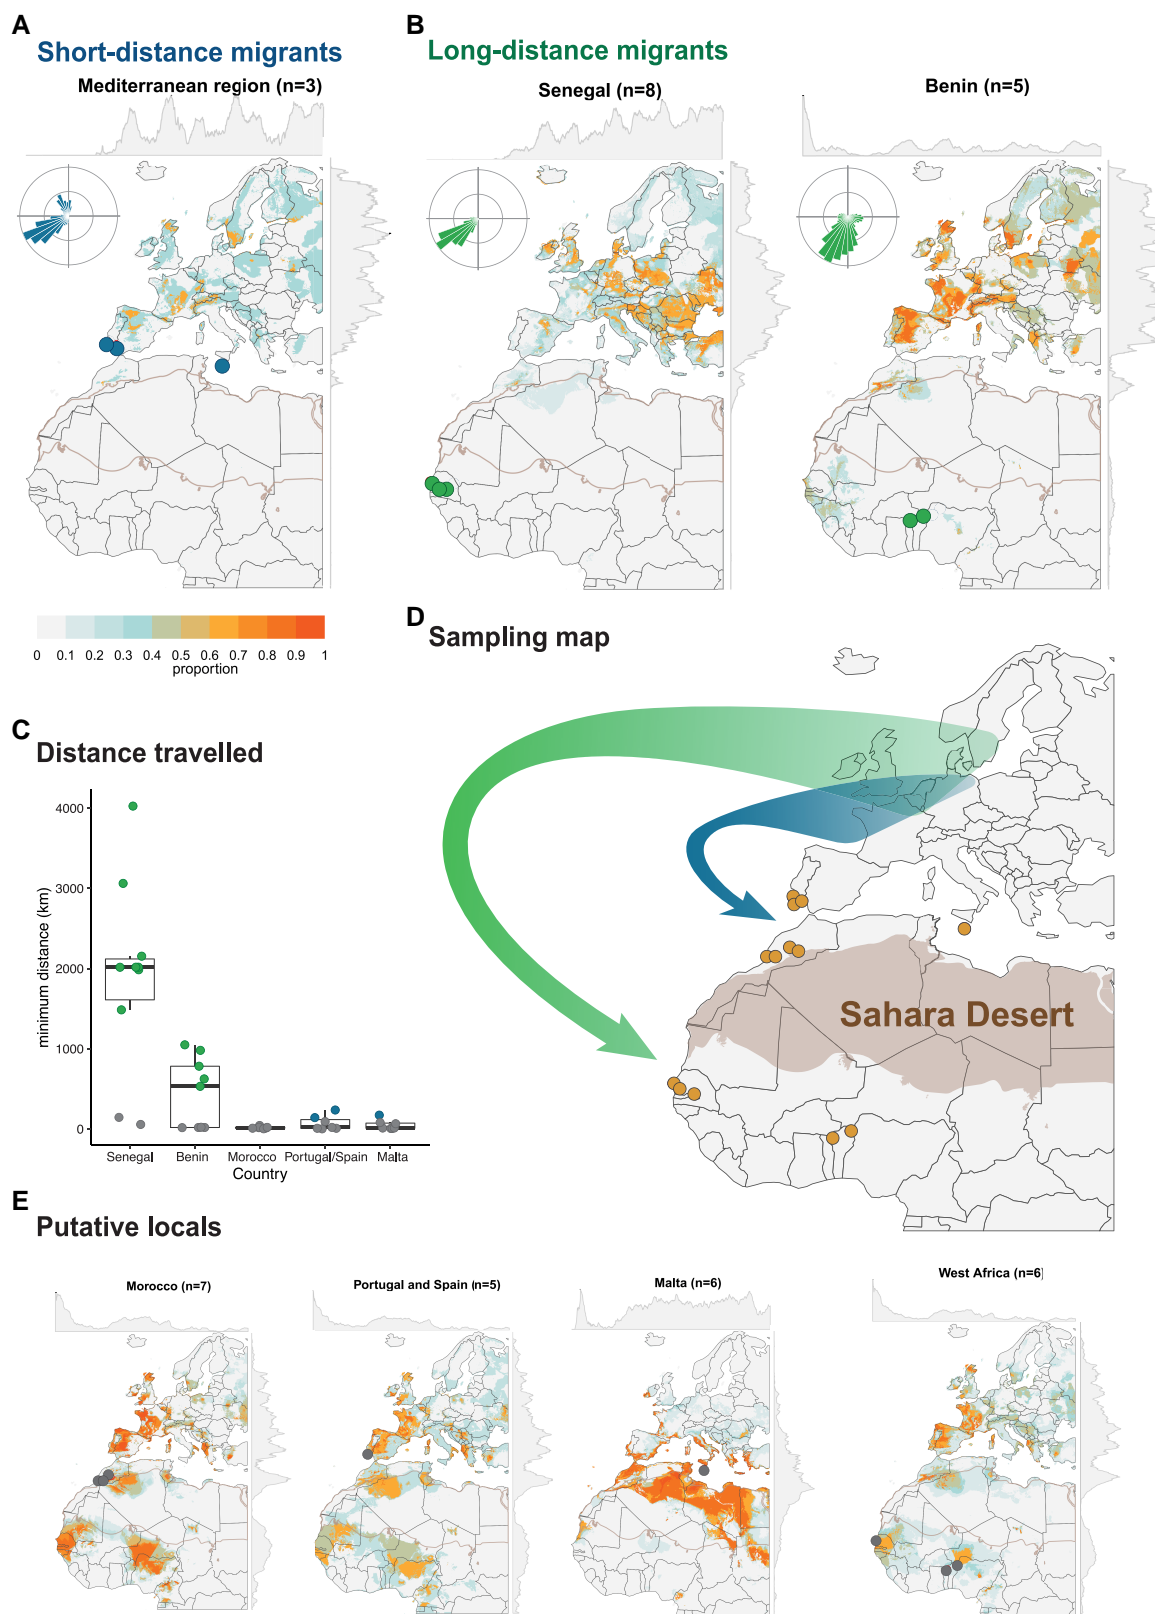 A
Short-distance migrants
Mediterranean region (n=3)
B
Long-distance migrants
Senegal (n=8)
Benin (n=5)
0 0.1 0.2 0.3 0.4 0.5 0.6 0.7 0.8 0.9 1
proportion
C
Distance travelled
4000
3000
2000
1000
0
minimum distance (km)
Senegal Benin Morocco Portugal/Spain Malta
Country
D
Sampling map
Sahara Desert
E
Putative locals
Morocco (n=7)
Portugal and Spain (n=5)
Malta (n=6)
West Africa (n=6)